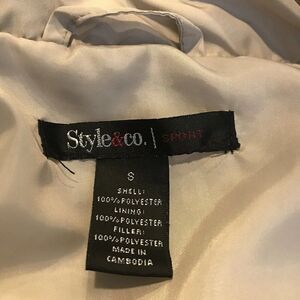 Style&co. | SPORT
S
SHELL:
100%POLYESTER
LINING:
100%POLYESTER
FILLER:
100%POLYESTER
MADE IN
CAMBODIA